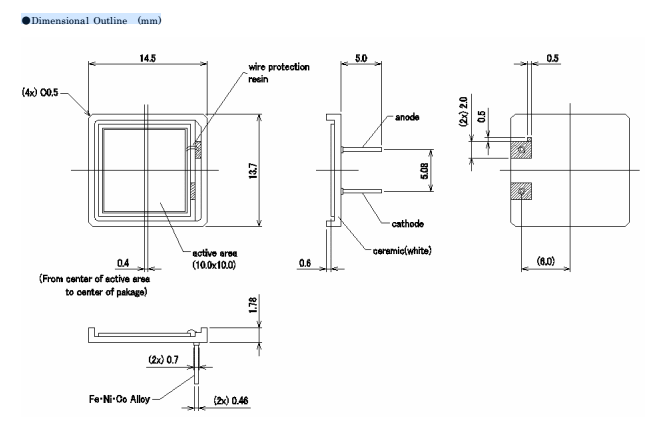 ●Dimensional Outline (mm)
14.5
wire protection
resin
(4x) O0.5
13.7
active area
(10.0x10.0)
0.4
(From center of active area
to center of pakage)
5.0
anode
5.08
cathode
ceramic(white)
0.6
0.5
(2x) 2.0
0.5
(6.0)
1.78
(2x) 0.7
Fe·Ni·Co Alloy
(2x) 0.46